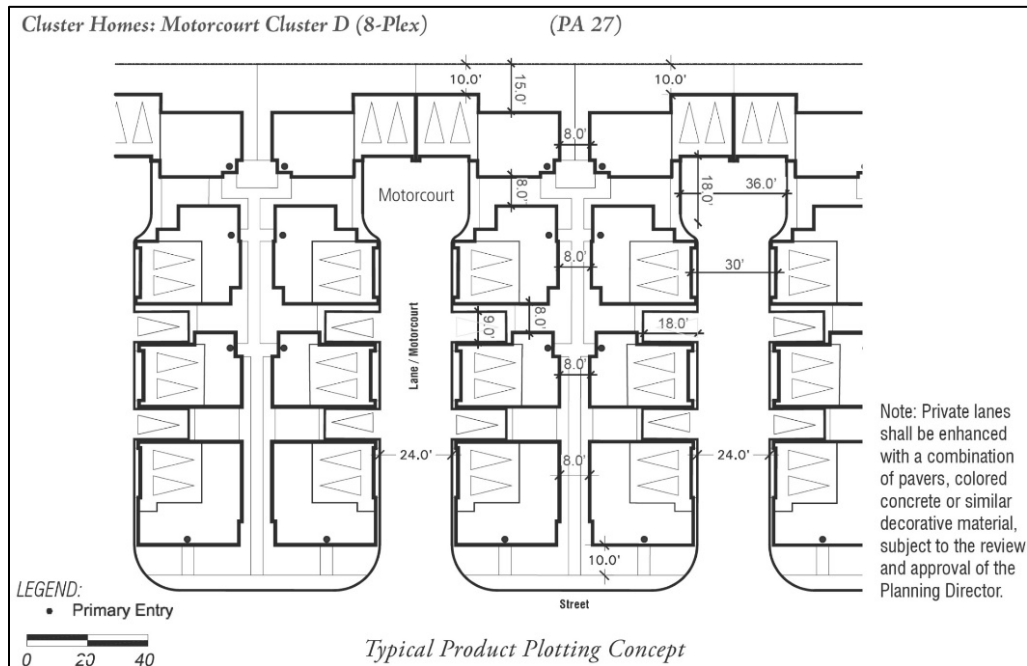 Cluster Homes: Motorcourt Cluster D (8-Plex) (PA 27)
10.0'
15.0'
10.0'
8.0'
Motorcourt
8.0'
18.0'
36.0'
8.0'
30'
9.0'
8.0'
18.0'
Lane / Motorcourt
8.0'
24.0'
8.0'
24.0'
10.0'
Street
Note: Private lanes
shall be enhanced
with a combination
of pavers, colored
concrete or similar
decorative material,
subject to the review
and approval of the
Planning Director.
LEGEND:
• Primary Entry
0 20 40
Typical Product Plotting Concept